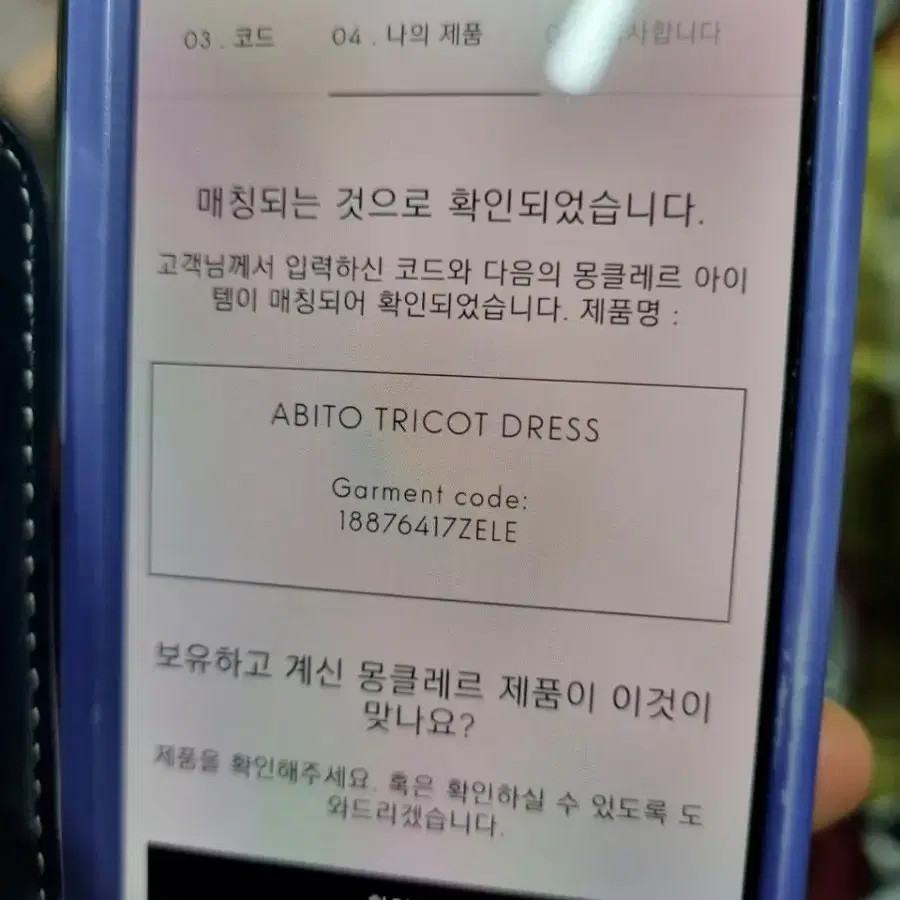 03 . 코드 04 . 나의 제품 사합니다
매칭되는 것으로 확인되었습니다.
고객님께서 입력하신 코드와 다음의 몽클레르 아이
템이 매칭되어 확인되었습니다. 제품명 :
ABITO TRICOT DRESS
Garment code:
18876417ZELE
보유하고 계신 몽클레르 제품이 이것이
맞나요?
제품을 확인해주세요. 혹은 확인하실 수 있도록 도
와드리겠습니다.